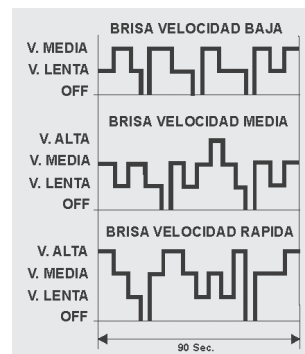 BRISA VELOCIDAD BAJA
V. MEDIA
V. LENTA
OFF
BRISA VELOCIDAD MEDIA
V. ALTA
V. MEDIA
V. LENTA
OFF
BRISA VELOCIDAD RAPIDA
V. ALTA
V. MEDIA
V. LENTA
OFF
90 Sec.